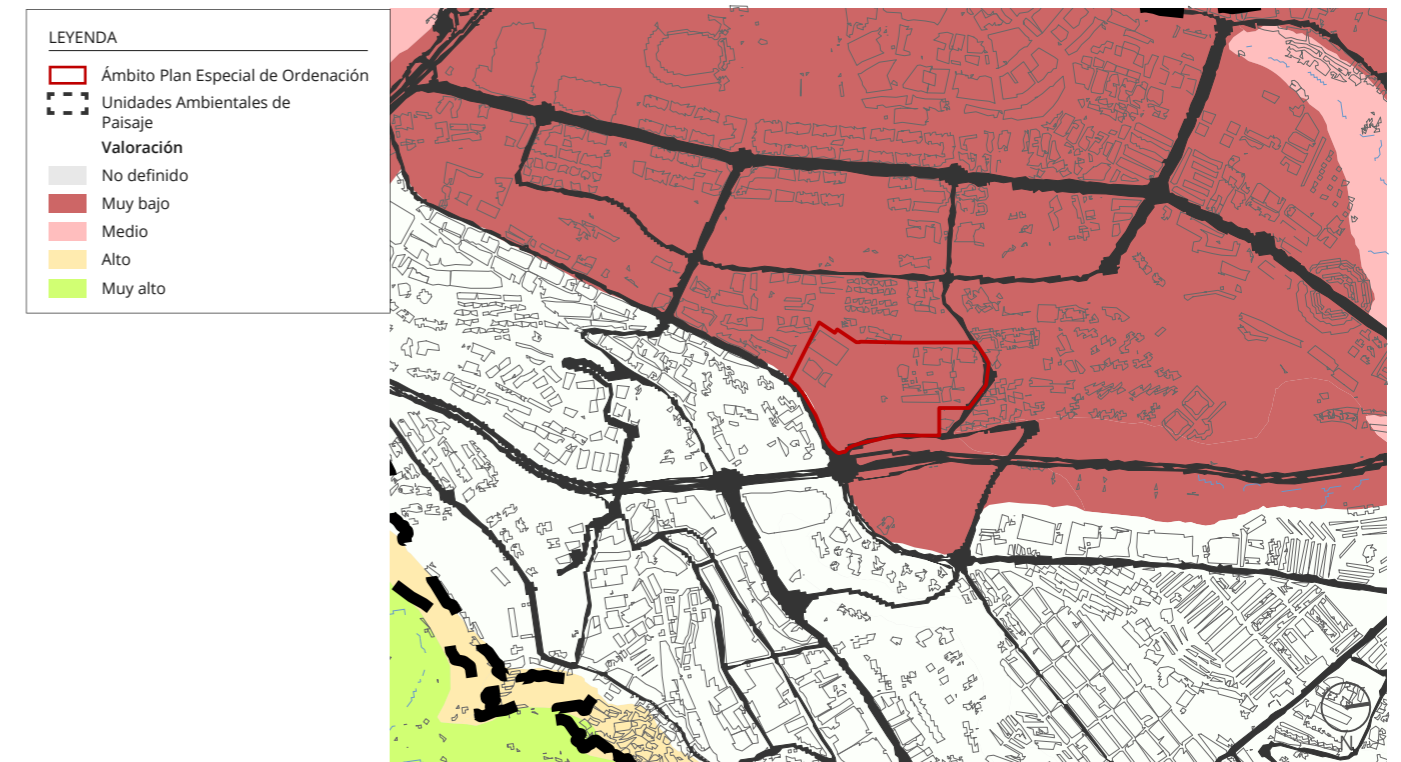 LEYENDA
Ámbito Plan Especial de Ordenación
Unidades Ambientales de
Paisaje
Valoración
No definido
Muy bajo
Medio
Alto
Muy alto